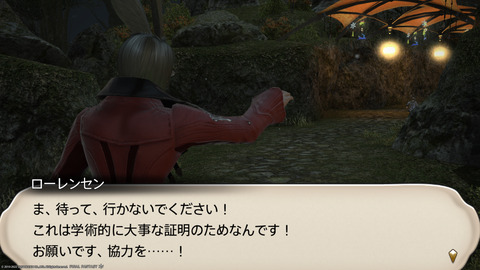 ローレンセン
ま、待って、行かないでください！
これは学術的に大事な証明のためなんです！
お願いです、協力を……！